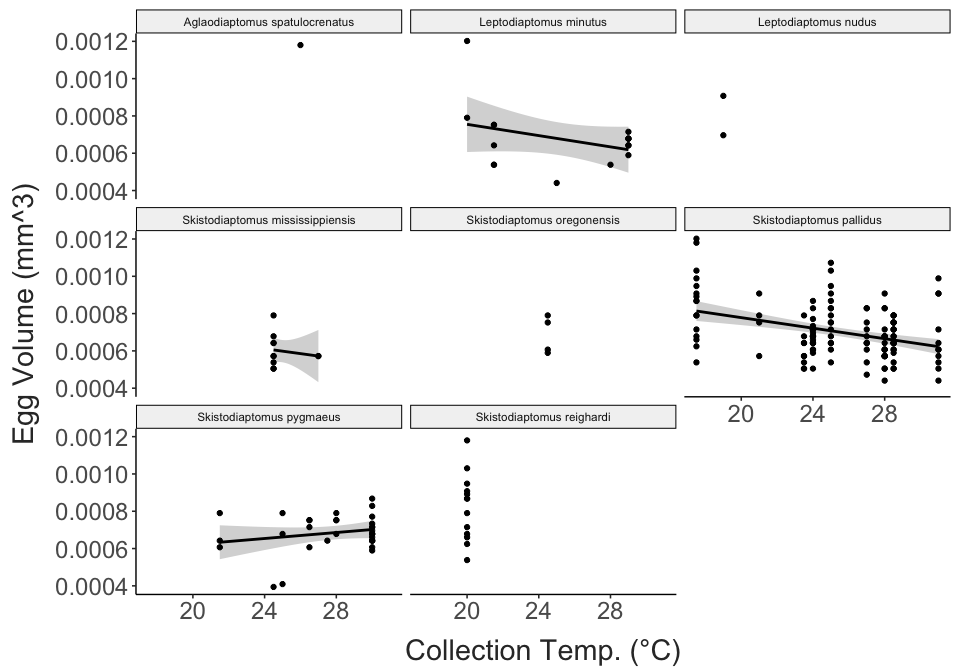 Aglaodiaptomus spatulocrenatus
Leptodiaptomus minutus
Leptodiaptomus nudus
0.0012
0.0010
0.0008
0.0006
0.0004
Skistodiaptomus mississippiensis
Skistodiaptomus oregonensis
Skistodiaptomus pallidus
0.0012
0.0010
0.0008
0.0006
0.0004
20 24 28
Skistodiaptomus pygmaeus
Skistodiaptomus reighardi
0.0012
0.0010
0.0008
0.0006
0.0004
20 24 28
20 24 28
Egg Volume (mm^3)
Collection Temp. (°C)